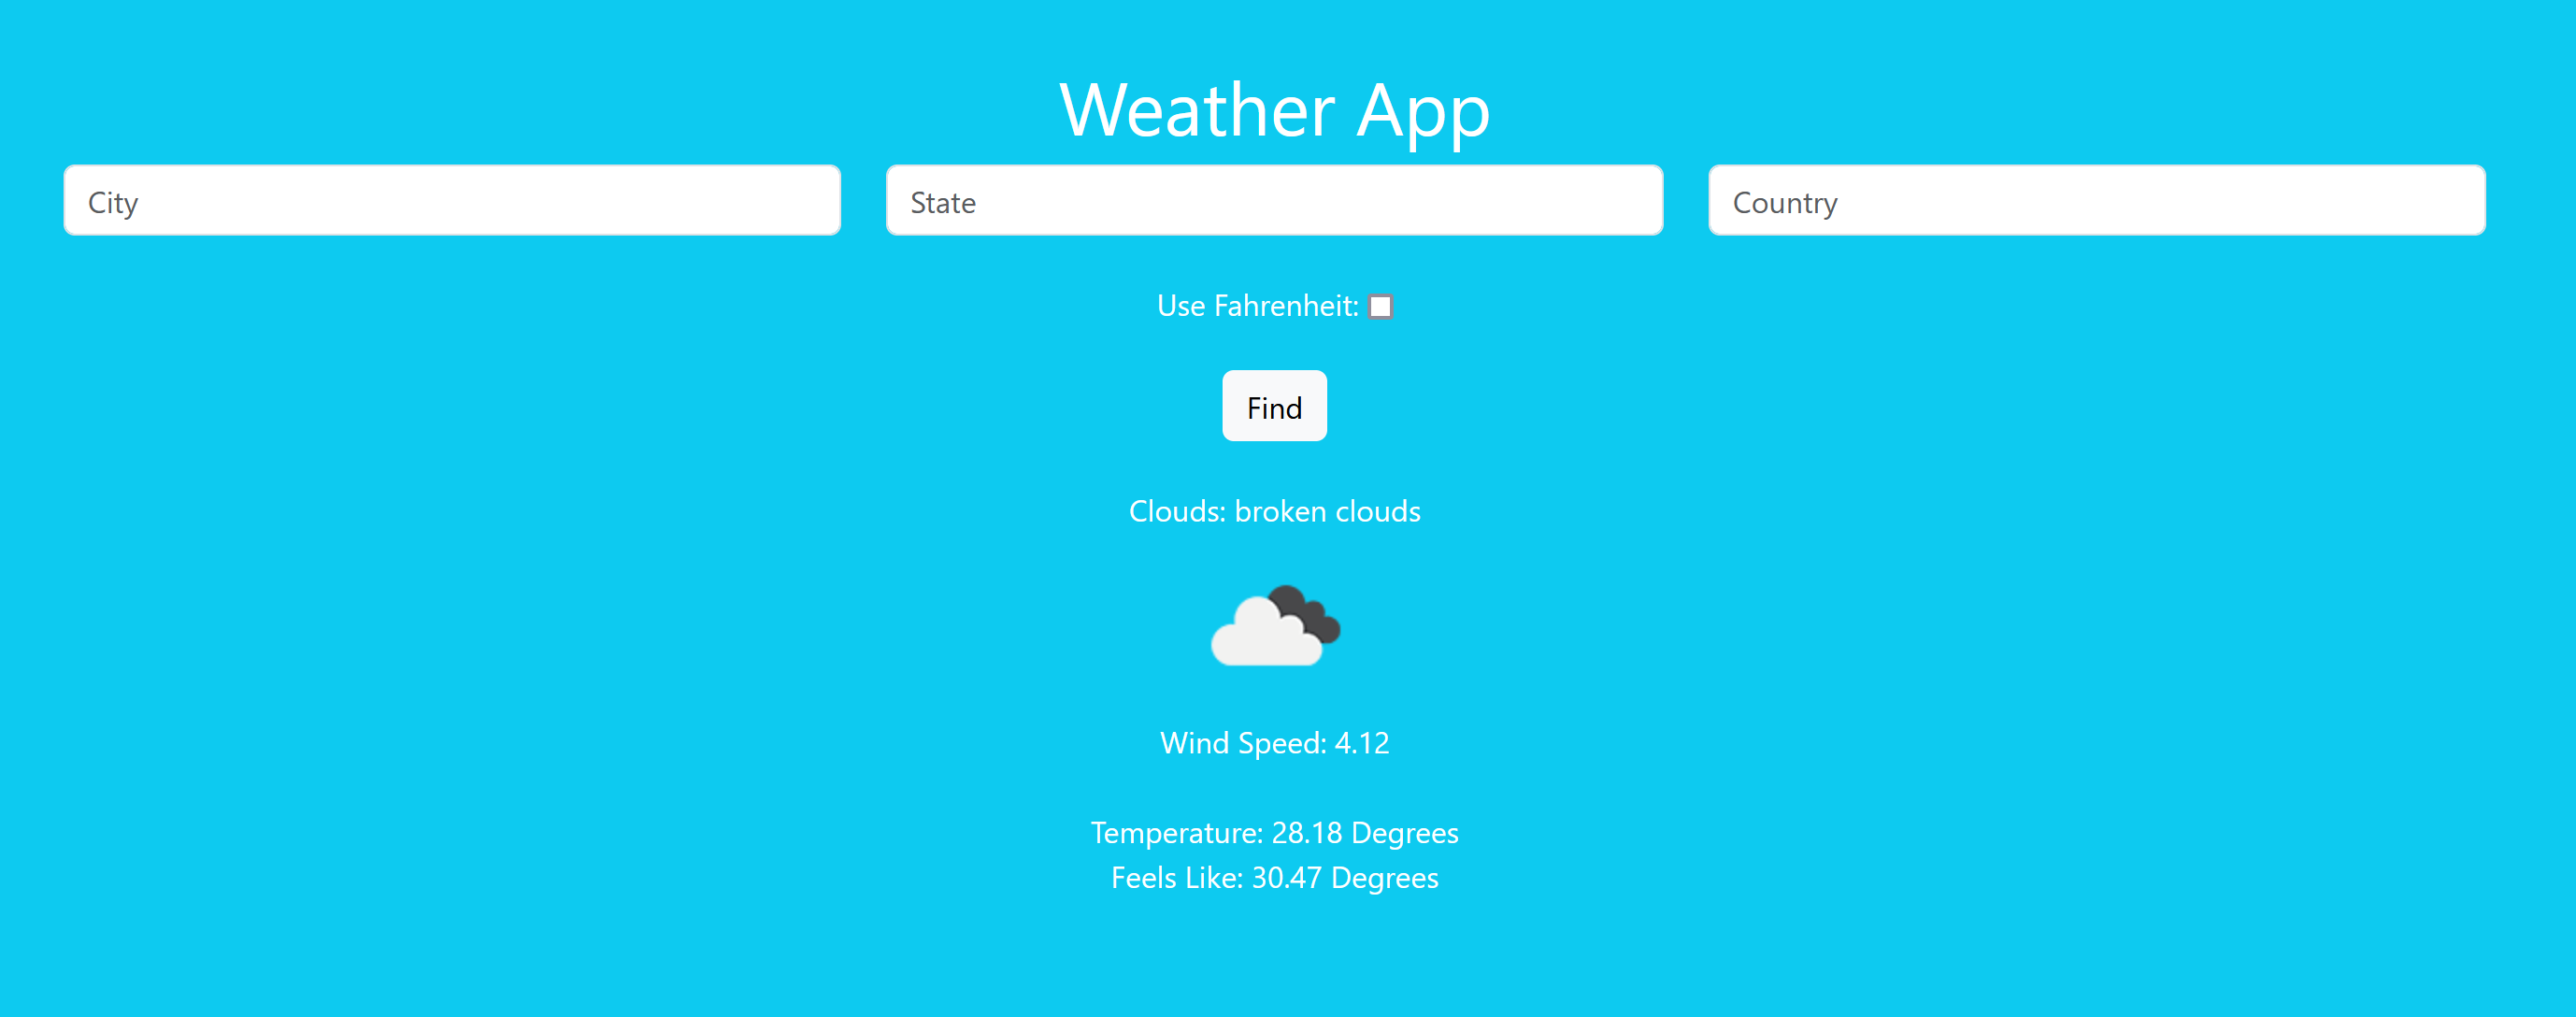 Weather App
City
State
Country
Use Fahrenheit:
Find
Clouds: broken clouds
Wind Speed: 4.12
Temperature: 28.18 Degrees
Feels Like: 30.47 Degrees